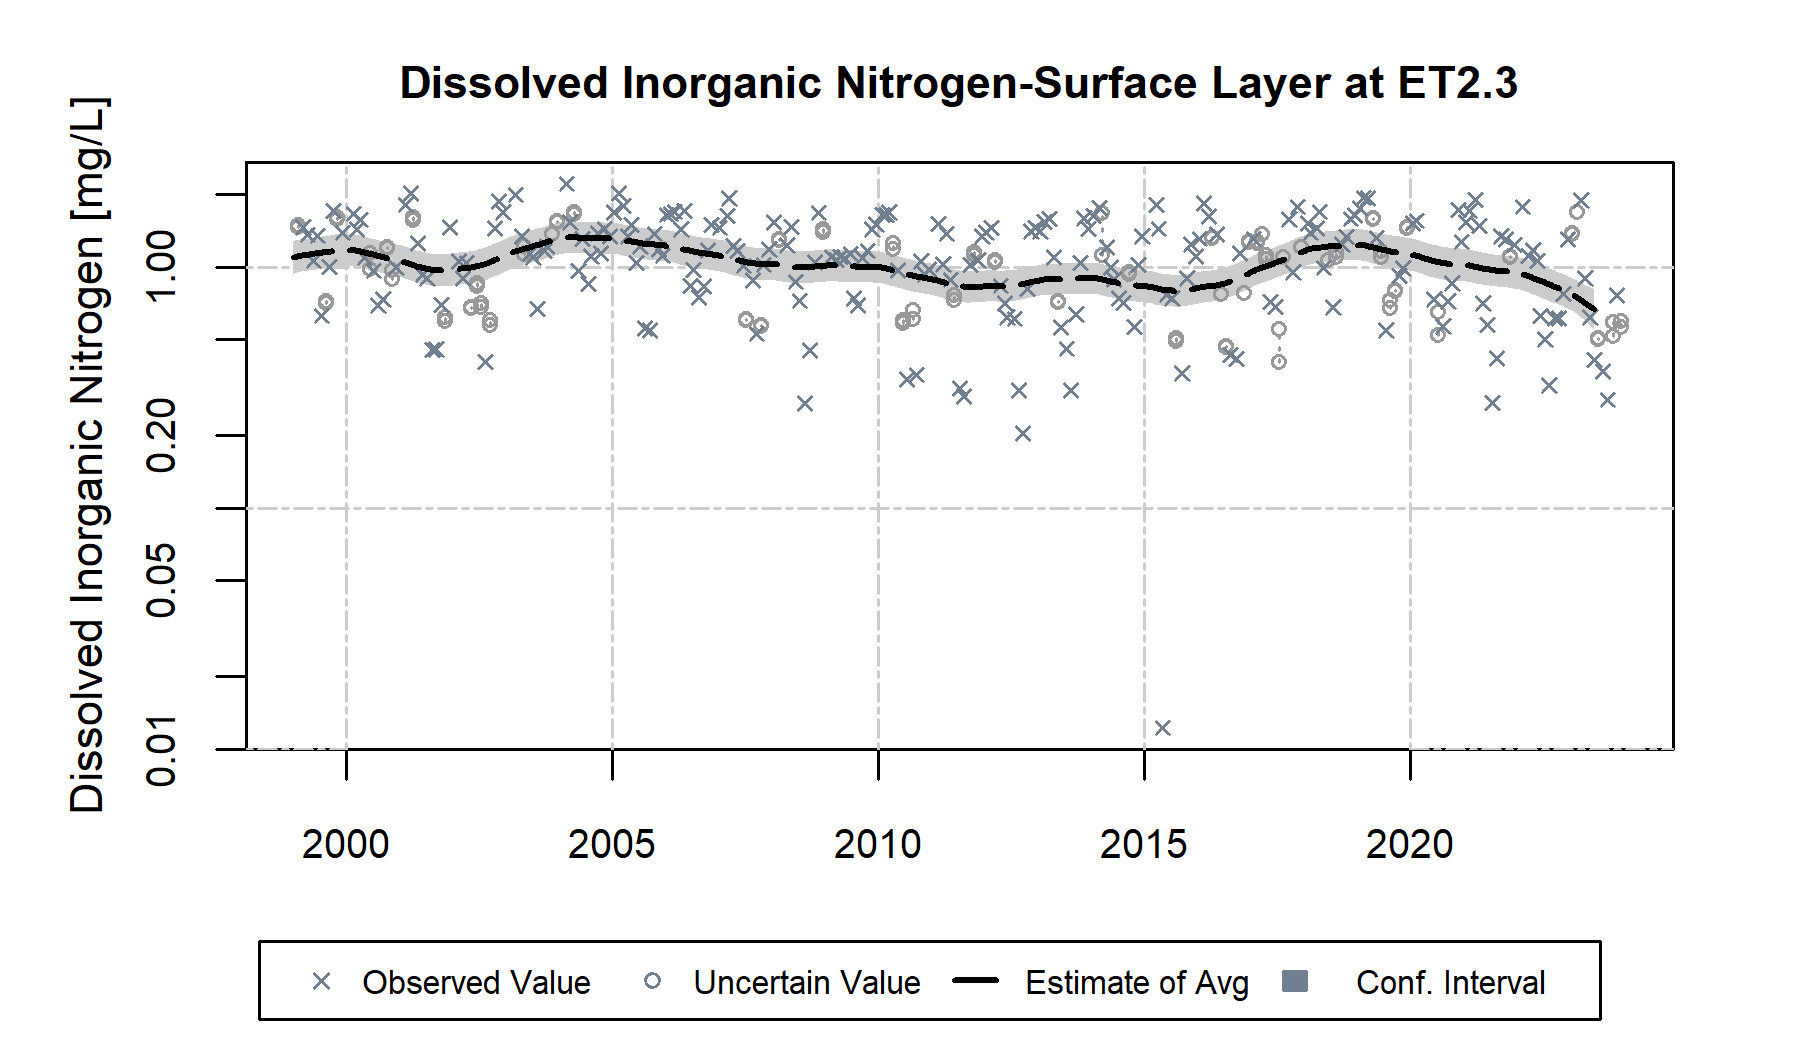 Dissolved Inorganic Nitrogen-Surface Layer at ET2.3
Dissolved Inorganic Nitrogen [mg/L]
1.00
0.20
0.05
0.01
2000 2005 2010 2015 2020
Observed Value Uncertain Value Estimate of Avg Conf. Interval